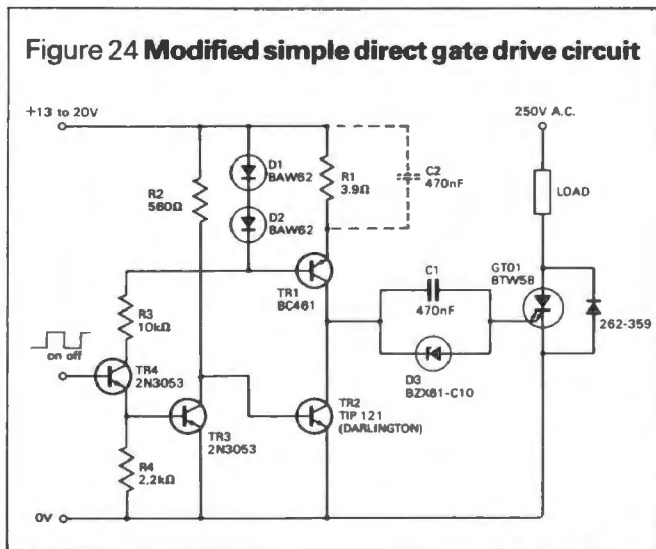 Figure 24 Modified simple direct gate drive circuit
+13 to 20V
250V A.C.
D1
BAW62
R1
3.9Ω
C2
470nF
R2
560Ω
LOAD
D2
BAW62
GTO1
BTW58
TR1
BC461
C1
470nF
262-359
R3
10kΩ
on off
TR4
2N3053
D3
BZX61-C10
TR2
TIP 121
(DARLINGTON)
TR3
2N3053
R4
2.2kΩ
0V